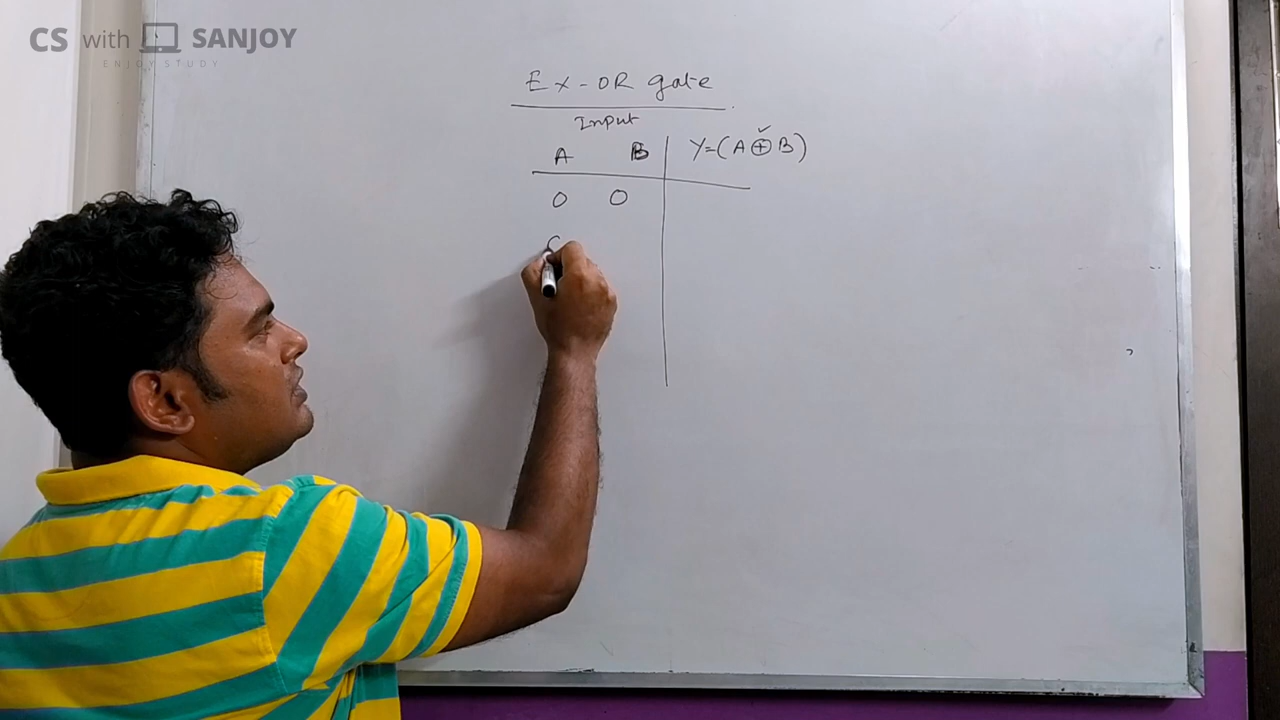 CS with SANJOY
ENJOY STUDY
Ex-OR gate
Input
A B Y=(A⊕B)
0 0